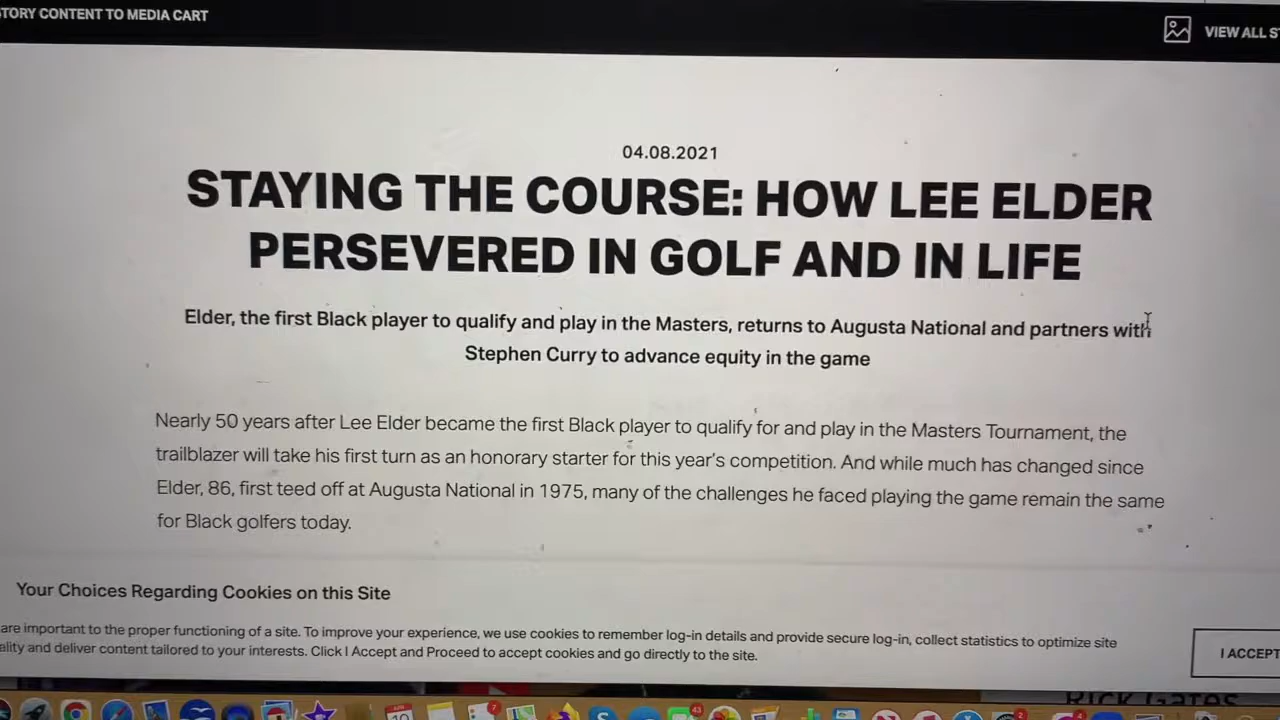 TORY CONTENT TO MEDIA CART
VIEW ALL S
04.08.2021
STAYING THE COURSE: HOW LEE ELDER
PERSEVERED IN GOLF AND IN LIFE
Elder, the first Black player to qualify and play in the Masters, returns to Augusta National and partners with
Stephen Curry to advance equity in the game
Nearly 50 years after Lee Elder became the first Black player to qualify for and play in the Masters Tournament, the
trailblazer will take his first turn as an honorary starter for this year's competition. And while much has changed since
Elder, 86, first teed off at Augusta National in 1975, many of the challenges he faced playing the game remain the same
for Black golfers today.
Your Choices Regarding Cookies on this Site
are important to the proper functioning of a site. To improve your experience, we use cookies to remember log-in details and provide secure log-in, collect statistics to optimize site
ality and deliver content tailored to your interests. Click I Accept and Proceed to accept cookies and go directly to the site.
I ACCEPT
Rick Gates
7
43
2